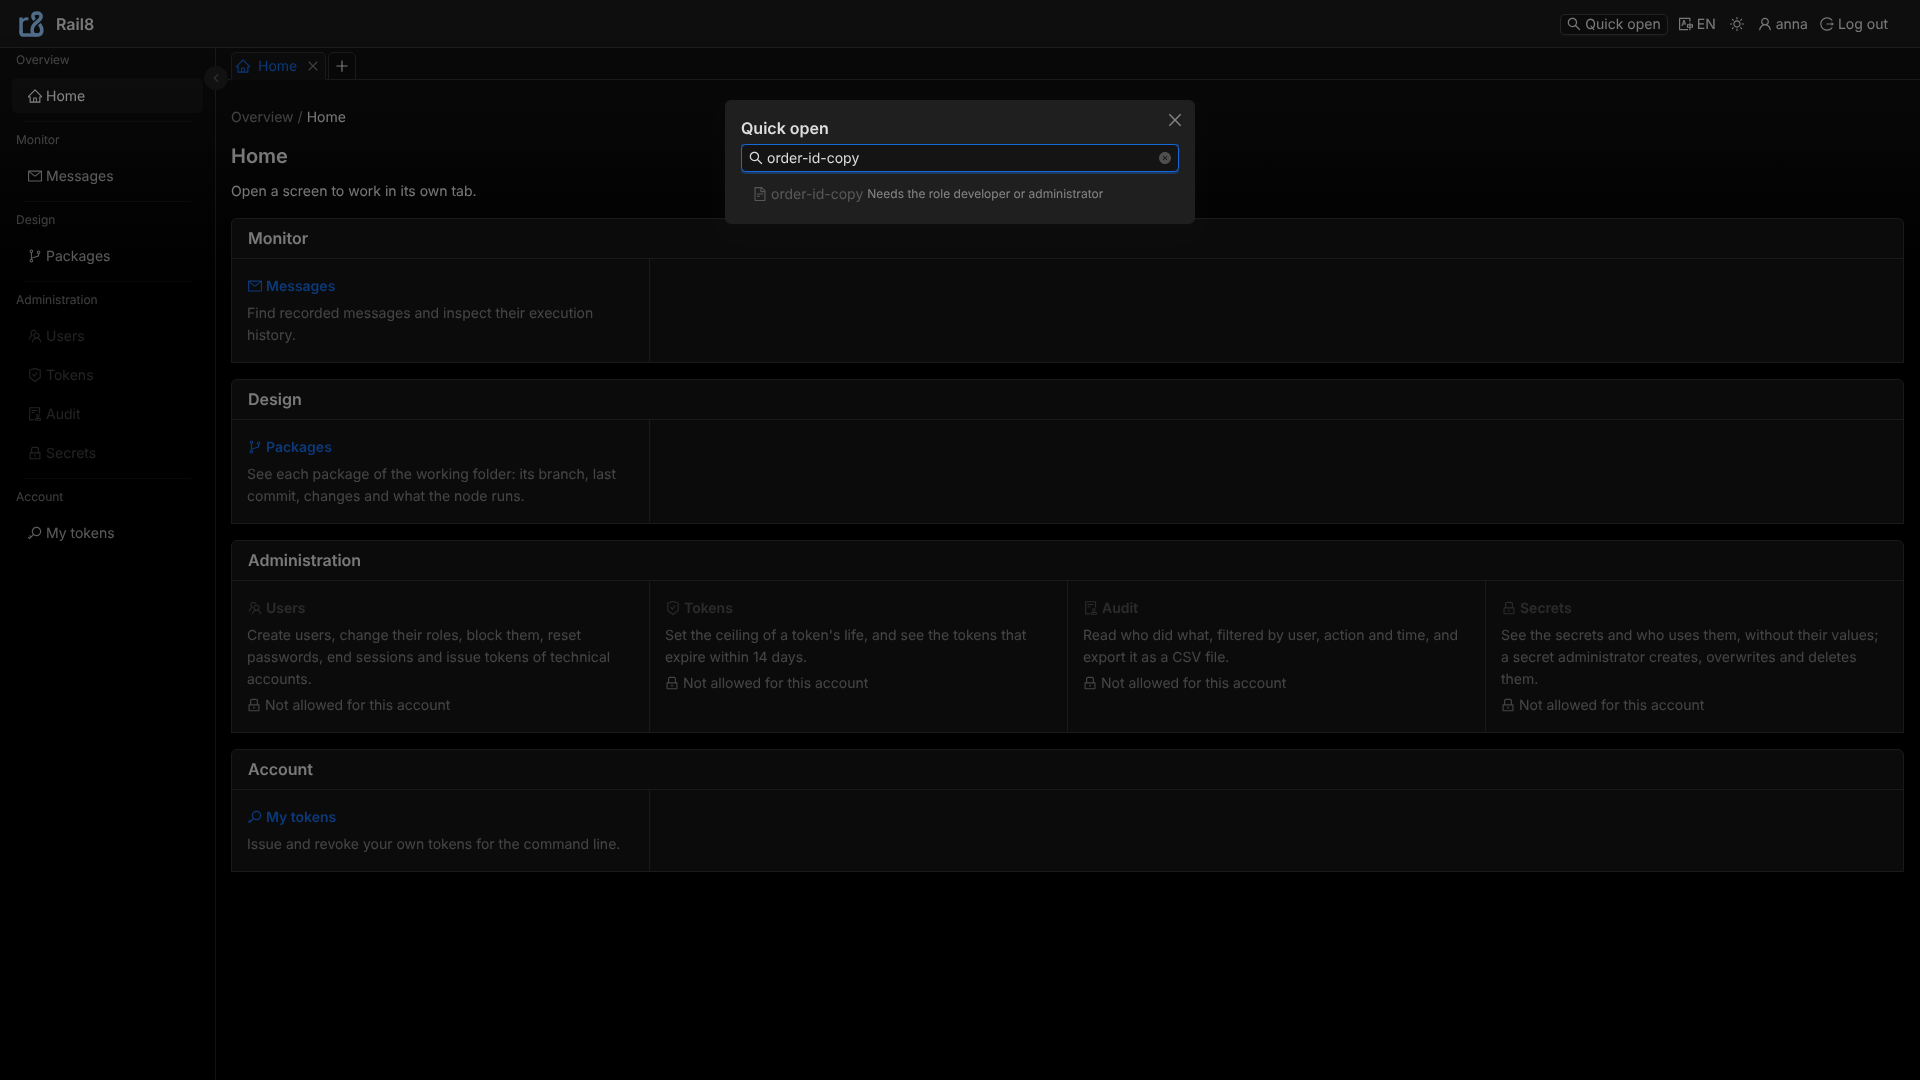 r8 Rail8
Quick open
EN
anna
Log out
Overview
Home
Monitor
Messages
Design
Packages
Administration
Users
Tokens
Audit
Secrets
Account
My tokens
Home
Overview / Home
Home
Open a screen to work in its own tab.
Quick open
order-id-copy
order-id-copy Needs the role developer or administrator
Monitor
Messages
Find recorded messages and inspect their execution
history.
Design
Packages
See each package of the working folder: its branch, last
commit, changes and what the node runs.
Administration
Users
Create users, change their roles, block them, reset
passwords, end sessions and issue tokens of technical
accounts.
Not allowed for this account
Tokens
Set the ceiling of a token's life, and see the tokens that
expire within 14 days.
Not allowed for this account
Audit
Read who did what, filtered by user, action and time, and
export it as a CSV file.
Not allowed for this account
Secrets
See the secrets and who uses them, without their values;
a secret administrator creates, overwrites and deletes
them.
Not allowed for this account
Account
My tokens
Issue and revoke your own tokens for the command line.